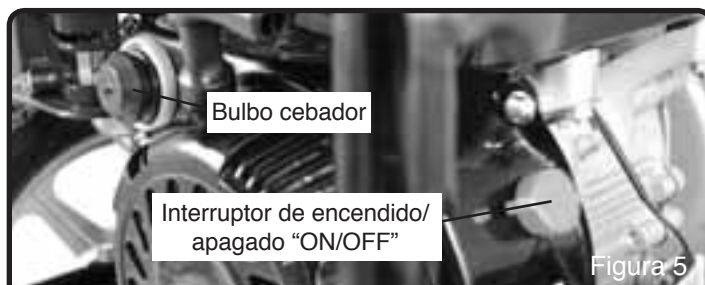 Bulbo cebador
Interruptor de encendido/
apagado “ON/OFF”
Figura 5